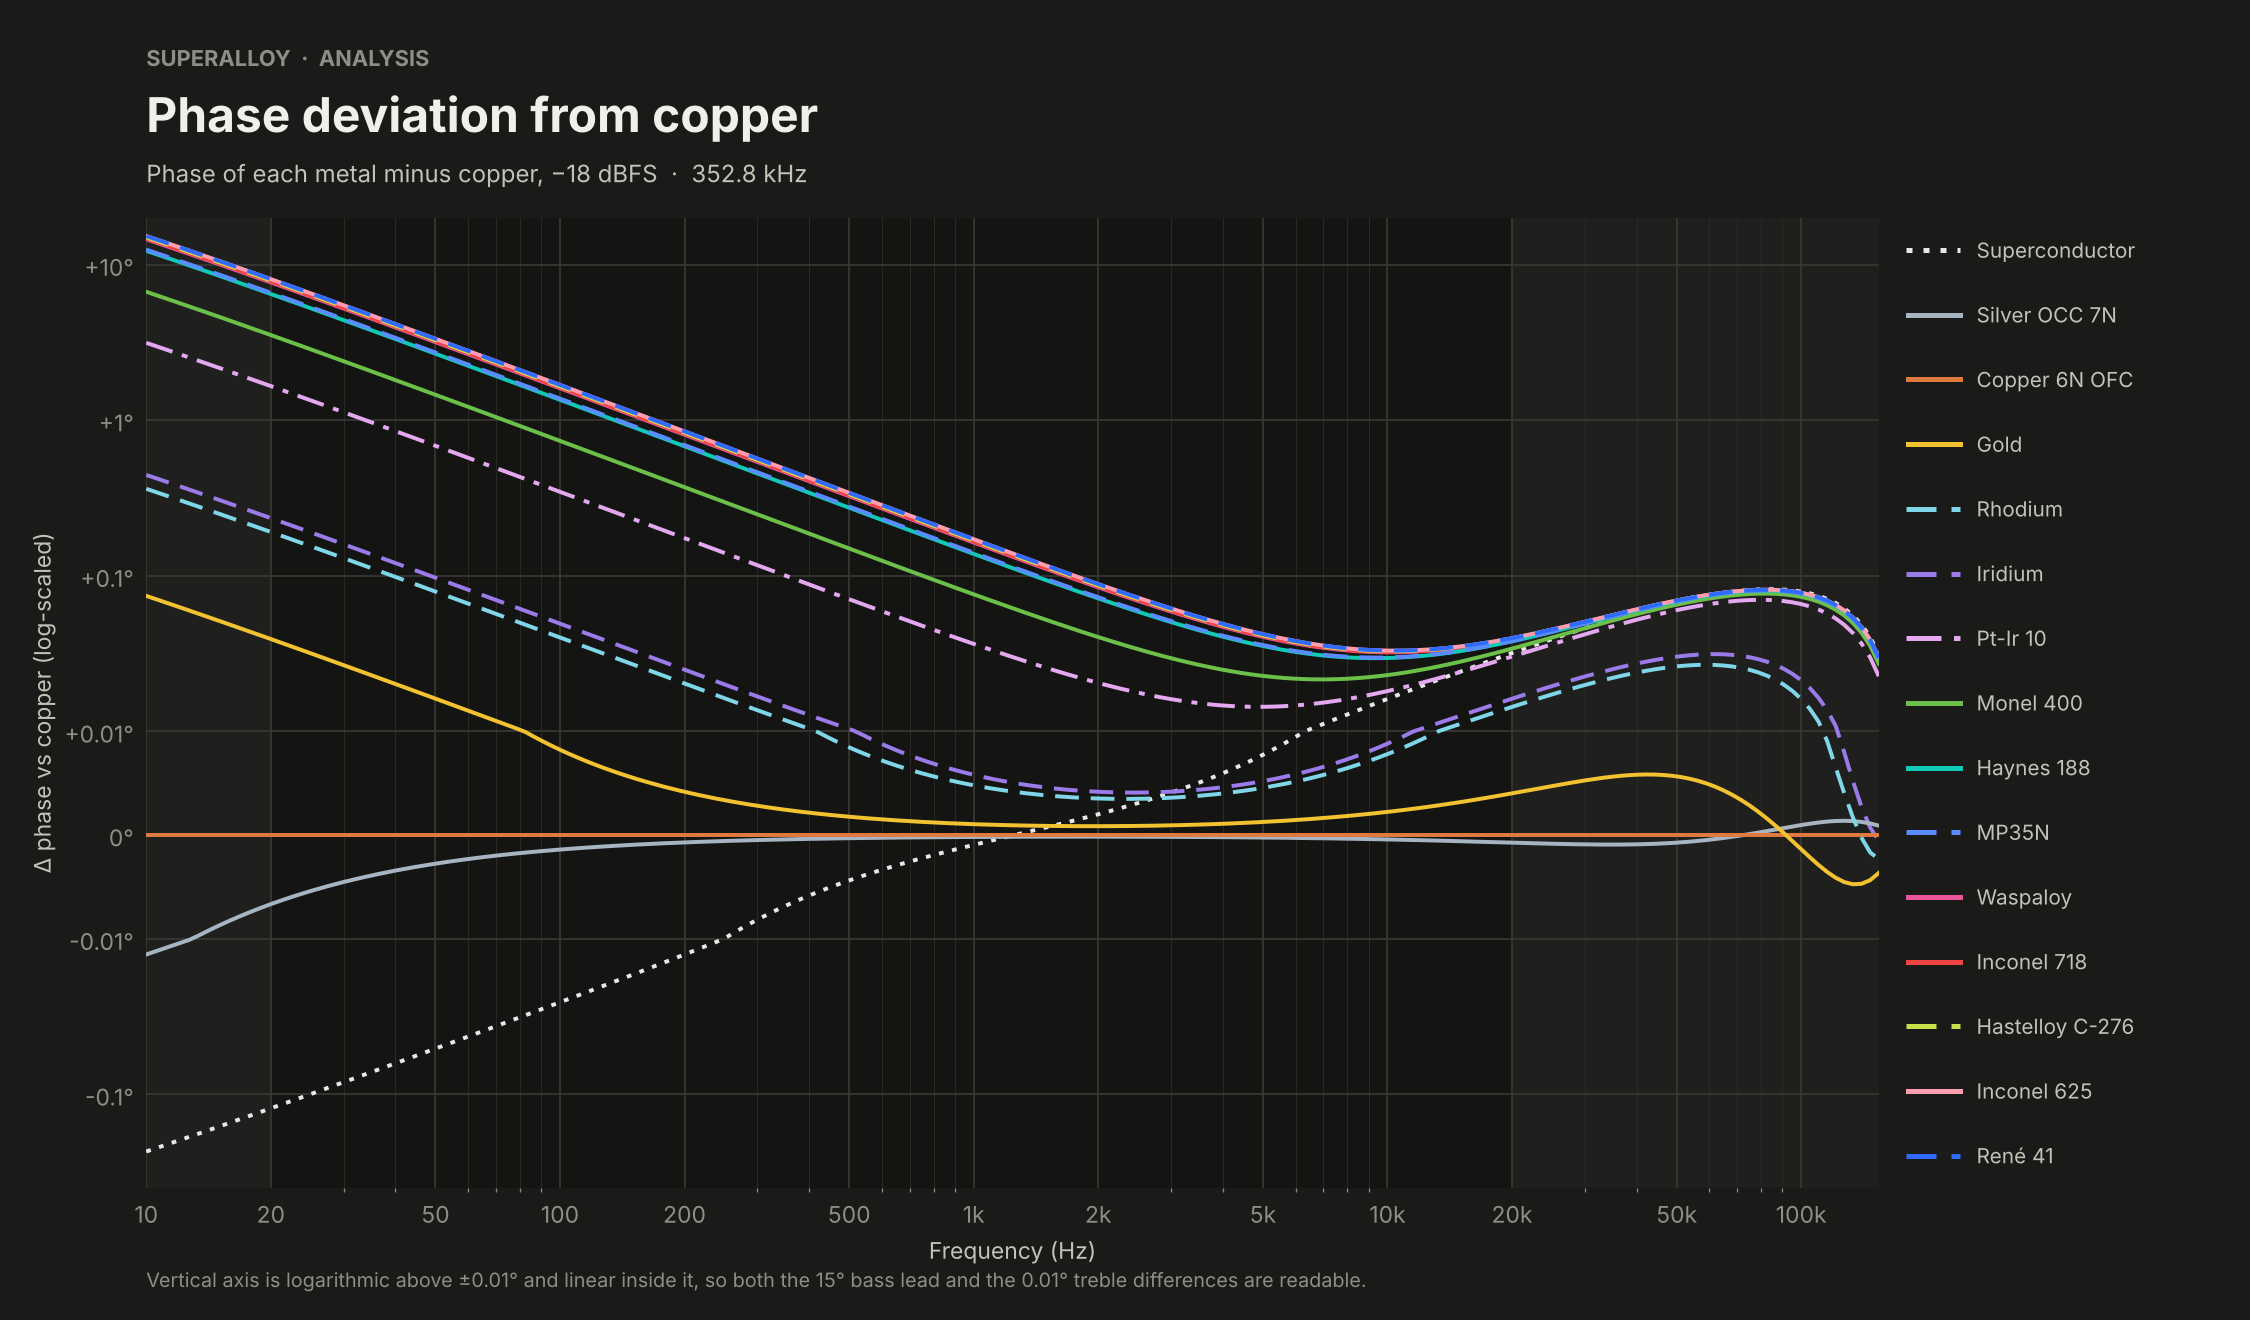 SUPERALLOY · ANALYSIS
Phase deviation from copper
Phase of each metal minus copper, −18 dBFS · 352.8 kHz
Δ phase vs copper (log-scaled)
+10°
+1°
+0.1°
+0.01°
0°
-0.01°
-0.1°
10 20 50 100 200 500 1k 2k 5k 10k 20k 50k 100k
Frequency (Hz)
Superconductor
Silver OCC 7N
Copper 6N OFC
Gold
Rhodium
Iridium
Pt-Ir 10
Monel 400
Haynes 188
MP35N
Waspaloy
Inconel 718
Hastelloy C-276
Inconel 625
René 41
Vertical axis is logarithmic above ±0.01° and linear inside it, so both the 15° bass lead and the 0.01° treble differences are readable.